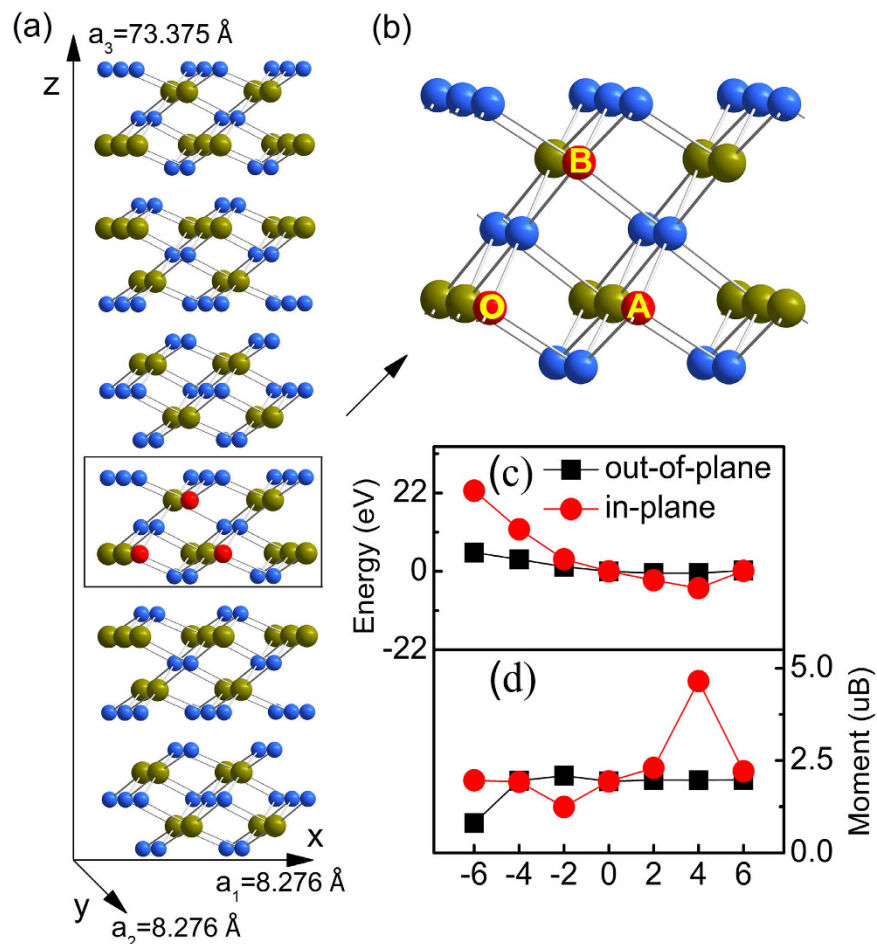 (a)
a3=73.375 Å
z
x
a1=8.276 Å
y
a2=8.276 Å
(b)
B
O
A
(c)
out-of-plane
in-plane
Energy (eV)
22
0
-22
(d)
5.0
2.5
0.0
Moment (uB)
-6 -4 -2 0 2 4 6